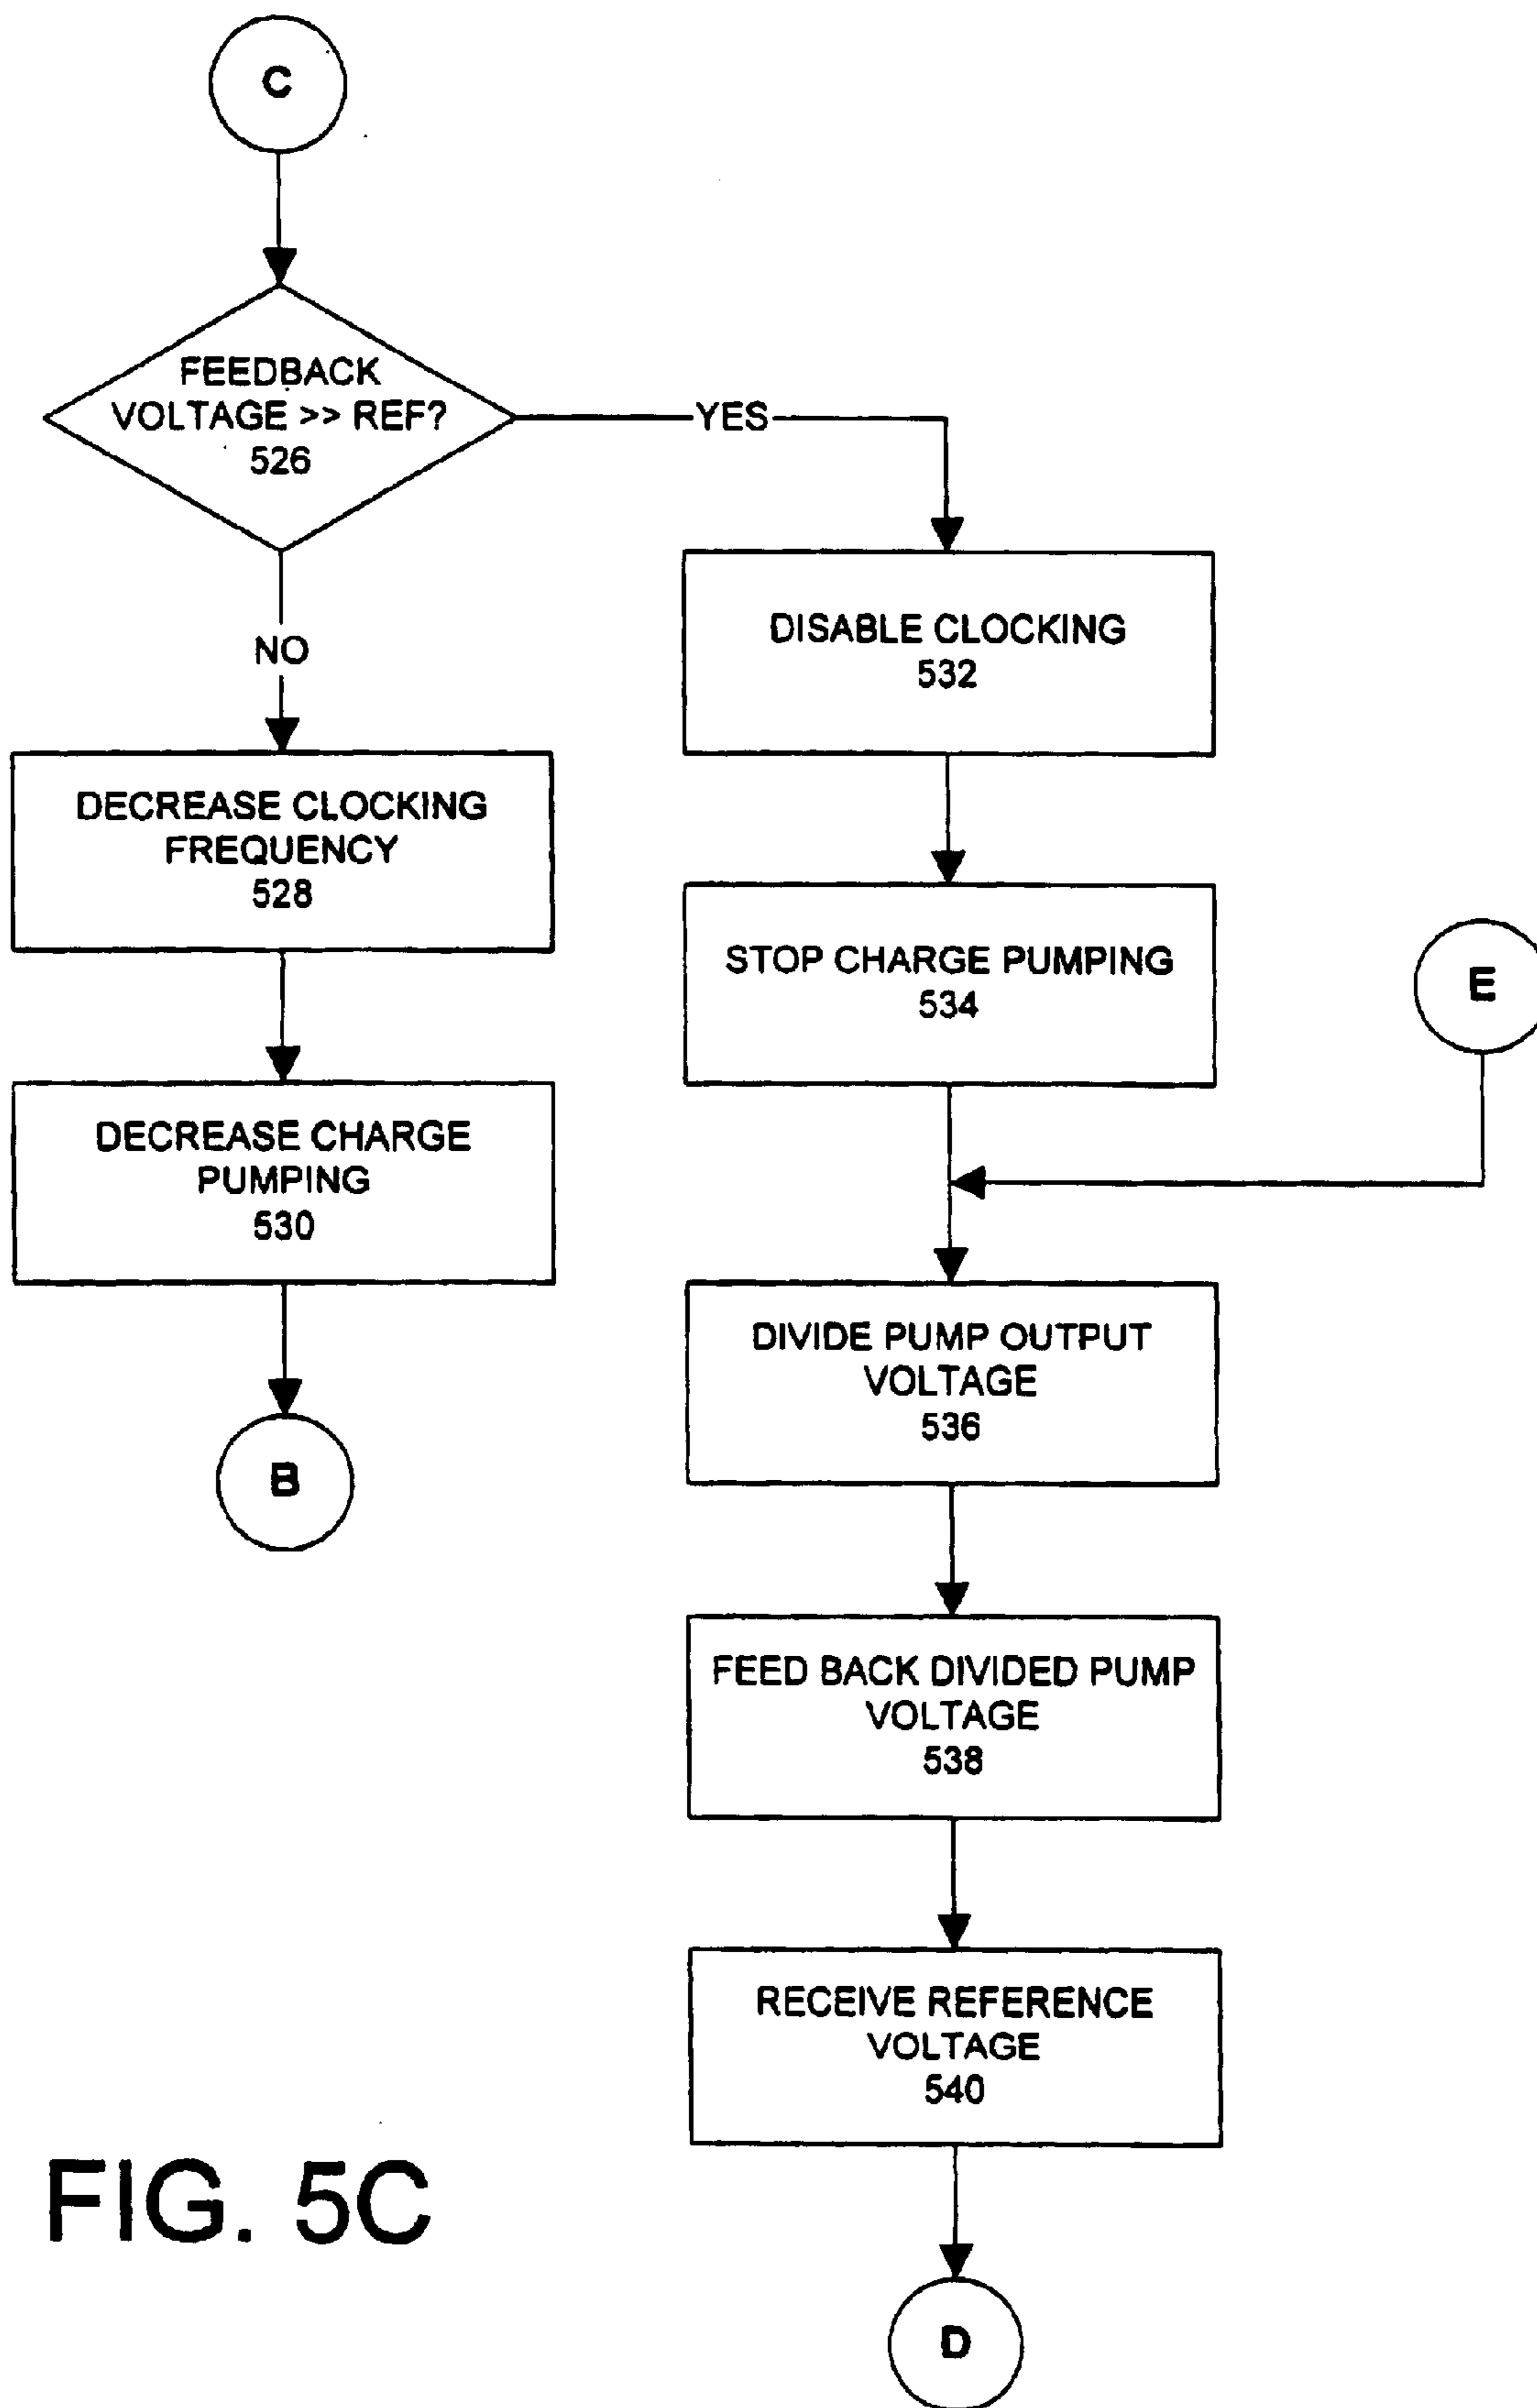 C
FEEDBACK
VOLTAGE >> REF?
526
YES
NO
DECREASE CLOCKING
FREQUENCY
528
DECREASE CHARGE
PUMPING
530
B
DISABLE CLOCKING
532
STOP CHARGE PUMPING
534
E
DIVIDE PUMP OUTPUT
VOLTAGE
536
FEED BACK DIVIDED PUMP
VOLTAGE
538
RECEIVE REFERENCE
VOLTAGE
540
D
FIG. 5C